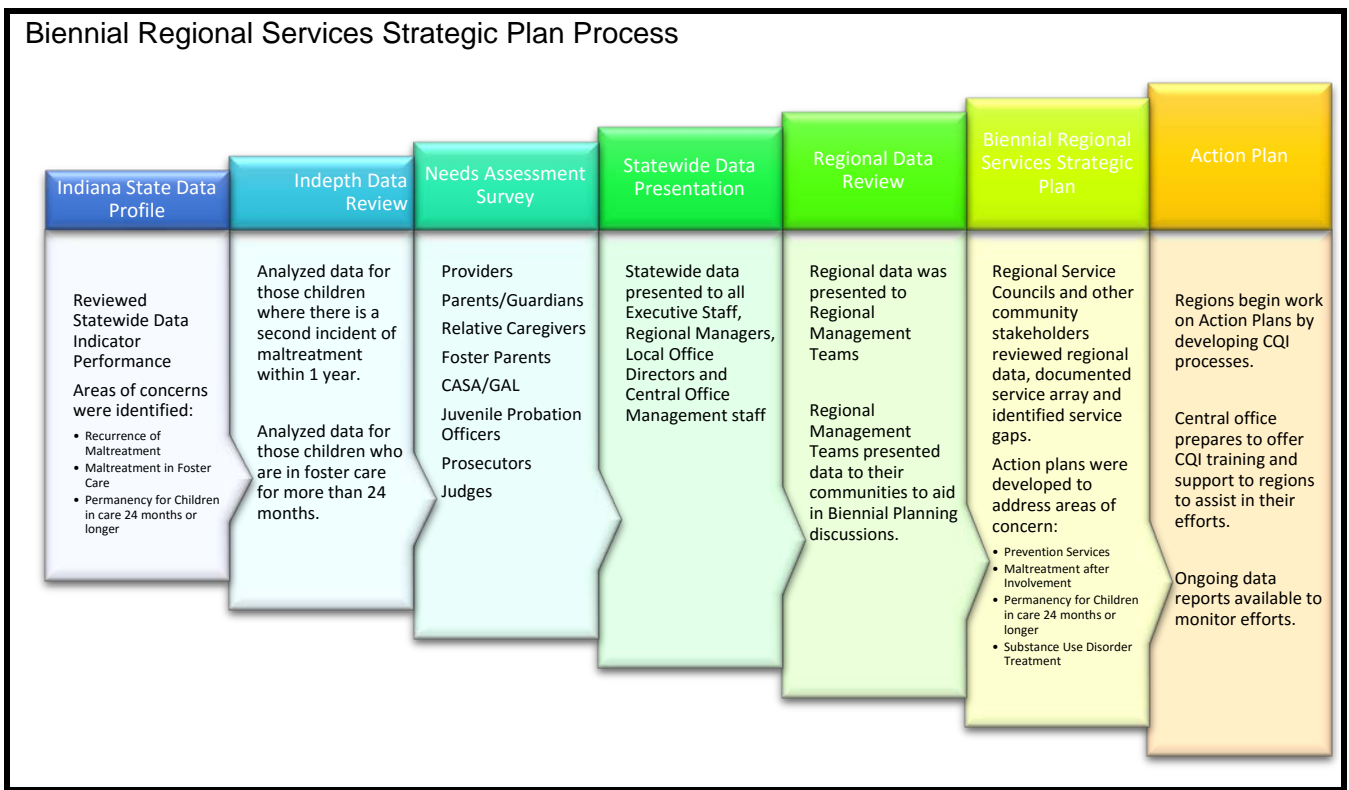 Biennial Regional Services Strategic Plan Process
Indiana State Data
Profile
Reviewed
Statewide Data
Indicator
Performance
Areas of concerns
were identified:
• Recurrence of
Maltreatment
• Maltreatment in Foster
Care
• Permanency for Children
in care 24 months or
longer
Indepth Data
Review
Analyzed data for
those children
where there is a
second incident of
maltreatment
within 1 year.
Analyzed data for
those children who
are in foster care
for more than 24
months.
Needs Assessment
Survey
Providers
Parents/Guardians
Relative Caregivers
Foster Parents
CASA/GAL
Juvenile Probation
Officers
Prosecutors
Judges
Statewide Data
Presentation
Statewide data
presented to all
Executive Staff,
Regional Managers,
Local Office
Directors and
Central Office
Management staff
Regional Data
Review
Regional data was
presented to
Regional
Management
Teams
Regional
Management
Teams presented
data to their
communities to aid
in Biennial Planning
discussions.
Biennial Regional
Services Strategic
Plan
Regional Service
Councils and other
community
stakeholders
reviewed regional
data, documented
service array and
identified service
gaps.
Action plans were
developed to
address areas of
concern:
• Prevention Services
• Maltreatment after
Involvement
• Permanency for Children
in care 24 months or
longer
• Substance Use Disorder
Treatment
Action Plan
Regions begin work
on Action Plans by
developing CQI
processes.
Central office
prepares to offer
CQI training and
support to regions
to assist in their
efforts.
Ongoing data
reports available to
monitor efforts.